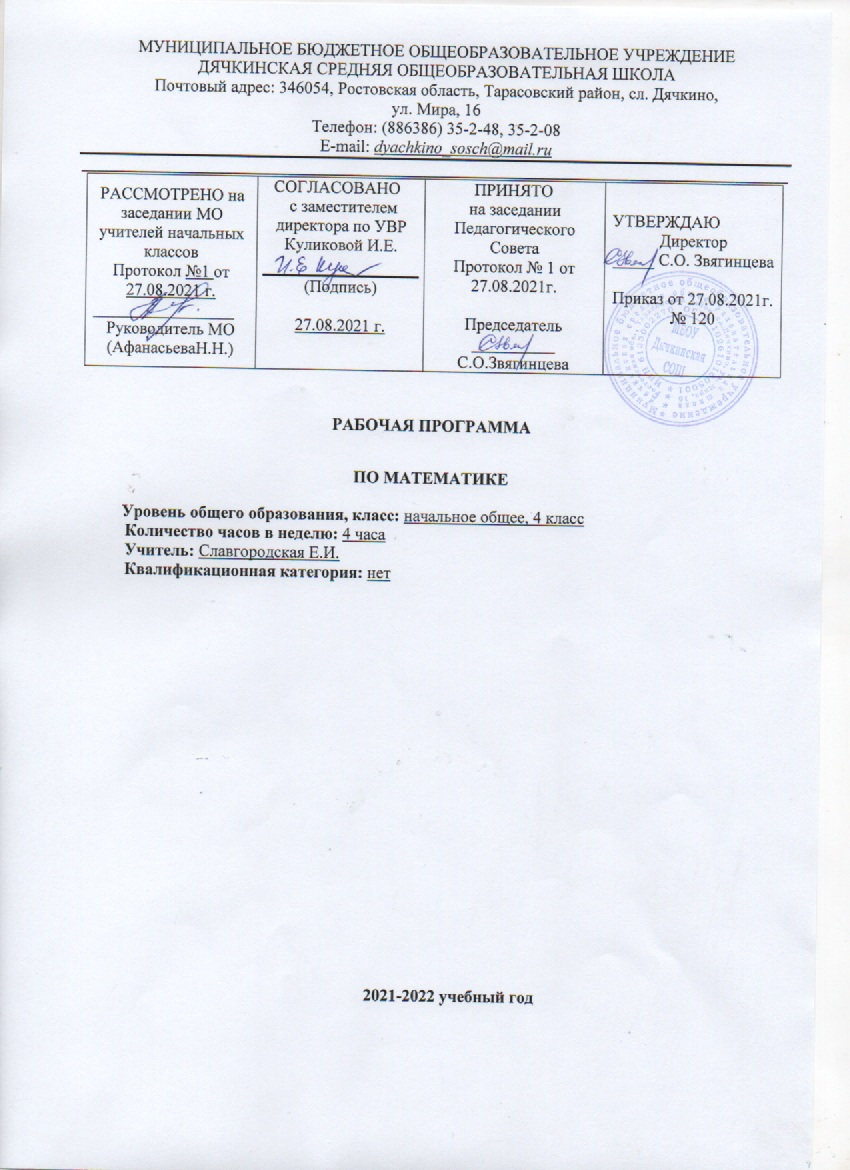 МУНИЦИПАЛЬНОЕ БЮДЖЕТНОЕ ОБЩЕОБРАЗОВАТЕЛЬНОЕ УЧРЕЖДЕНИЕ
ДЯЧКИНСКАЯ СРЕДНЯЯ ОБЩЕОБРАЗОВАТЕЛЬНАЯ ШКОЛА
Почтовый адрес: 346054, Ростовская область, Тарасовский район, сл. Дячкино,
ул. Мира, 16
Телефон: (886386) 35-2-48, 35-2-08
E-mail: dyachkino_sosch@mail.ru
РАССМОТРЕНО на
заседании МО
учителей начальных
классов
Протокол №1 от
27.08.2021 г.
Руководитель МО
(АфанасьеваН.Н.)
СОГЛАСОВАНО
с заместителем
директора по УВР
Куликовой И.Е.
(Подпись)
27.08.2021 г.
ПРИНЯТО
на заседании
Педагогического
Совета
Протокол № 1 от
27.08.2021г.
Председатель
С.О.Звягинцева
УТВЕРЖДАЮ
Директор
С.О. Звягинцева
Приказ от 27.08.2021г.
№ 120
МБОУ
Дячкинская
СОШ
РАБОЧАЯ ПРОГРАММА
ПО МАТЕМАТИКЕ
Уровень общего образования, класс: начальное общее, 4 класс
Количество часов в неделю: 4 часа
Учитель: Славгородская Е.И.
Квалификационная категория: нет
2021-2022 учебный год